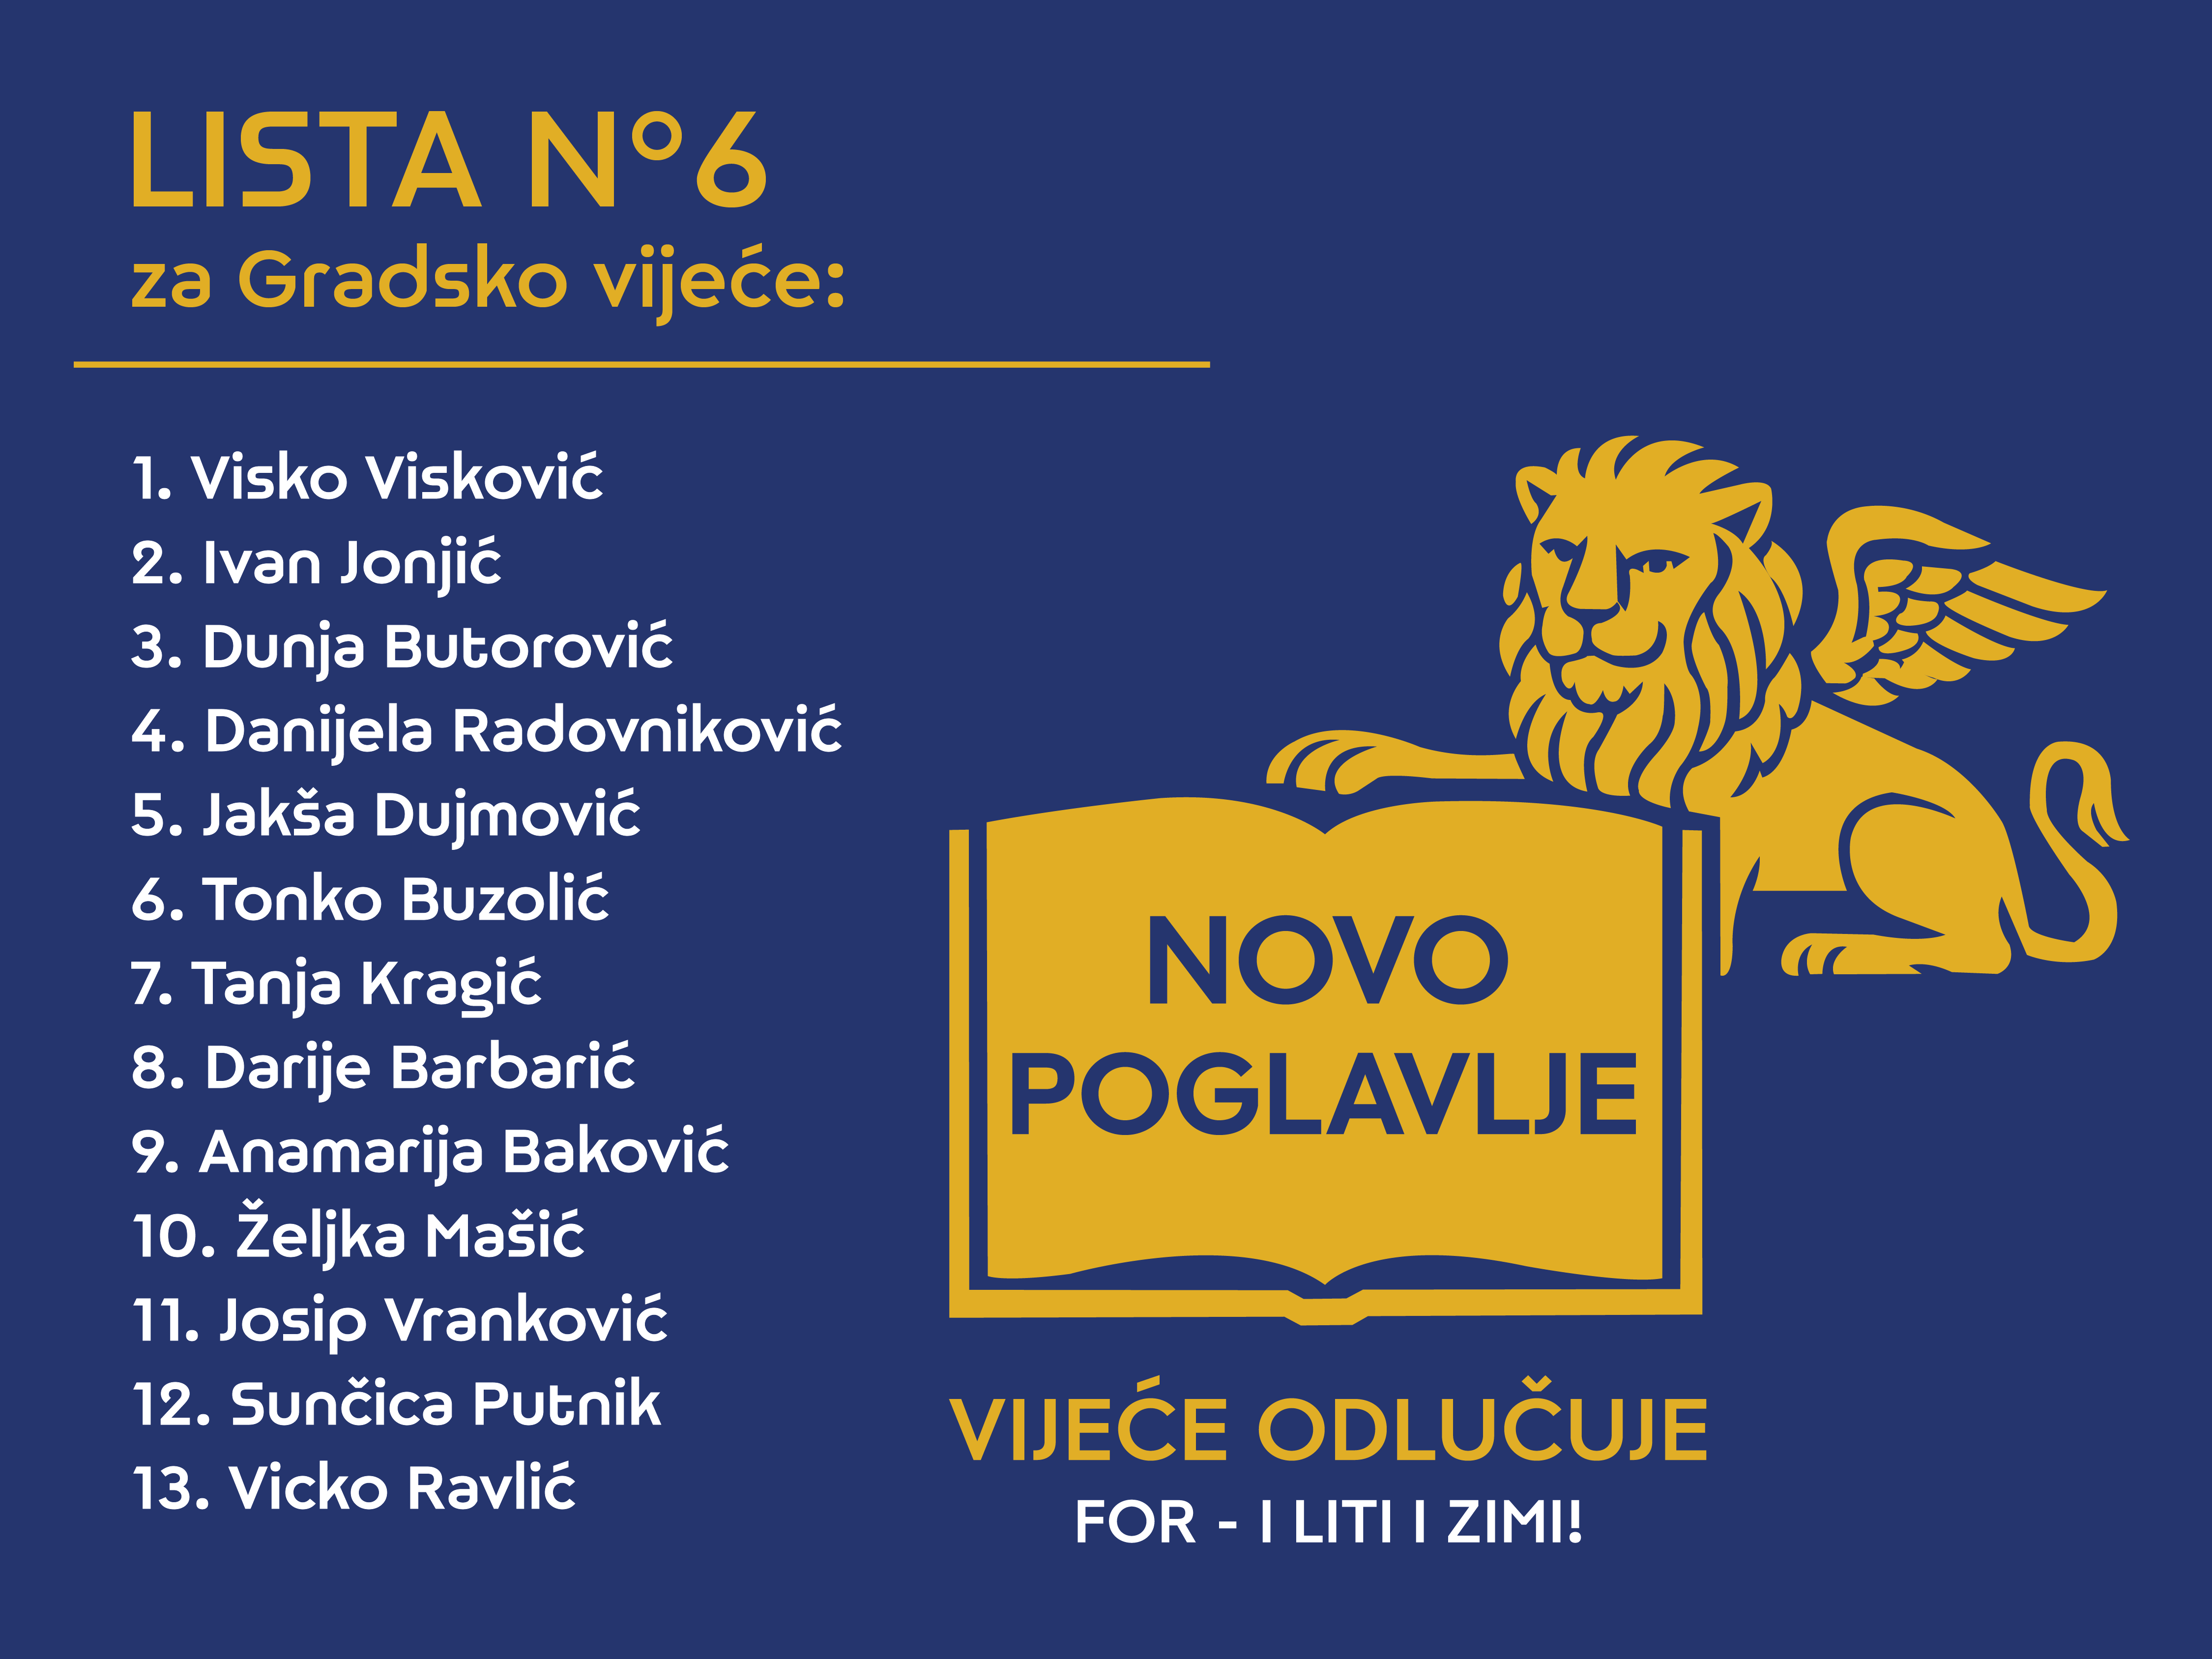 LISTA N°6
za Gradsko vijeće:
1. Visko Visković
2. Ivan Jonjić
3. Dunja Butorović
4. Danijela Radovniković
5. Jakša Dujmović
6. Tonko Buzolić
7. Tanja Kragić
8. Darije Barbarić
9. Anamarija Baković
10. Željka Mašić
11. Josip Vranković
12. Sunčica Putnik
13. Vicko Ravlić
NOVO
POGLAVLJE
VIJEĆE ODLUČUJE
FOR - I LITI I ZIMI!